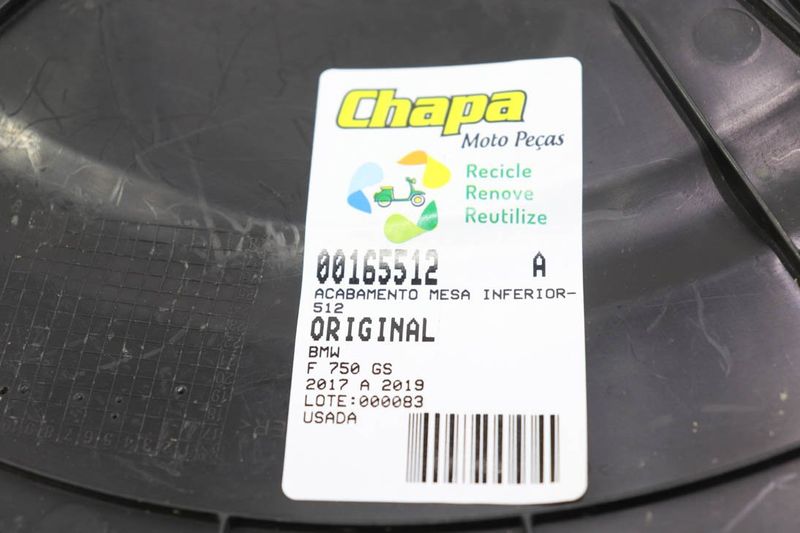 Chapa
Moto Peças
Recicle
Renove
Reutilize
00165512 A
ACABAMENTO MESA INFERIOR-
512
ORIGINAL
BMW
F 750 GS
2017 A 2019
LOTE:000083
USADA